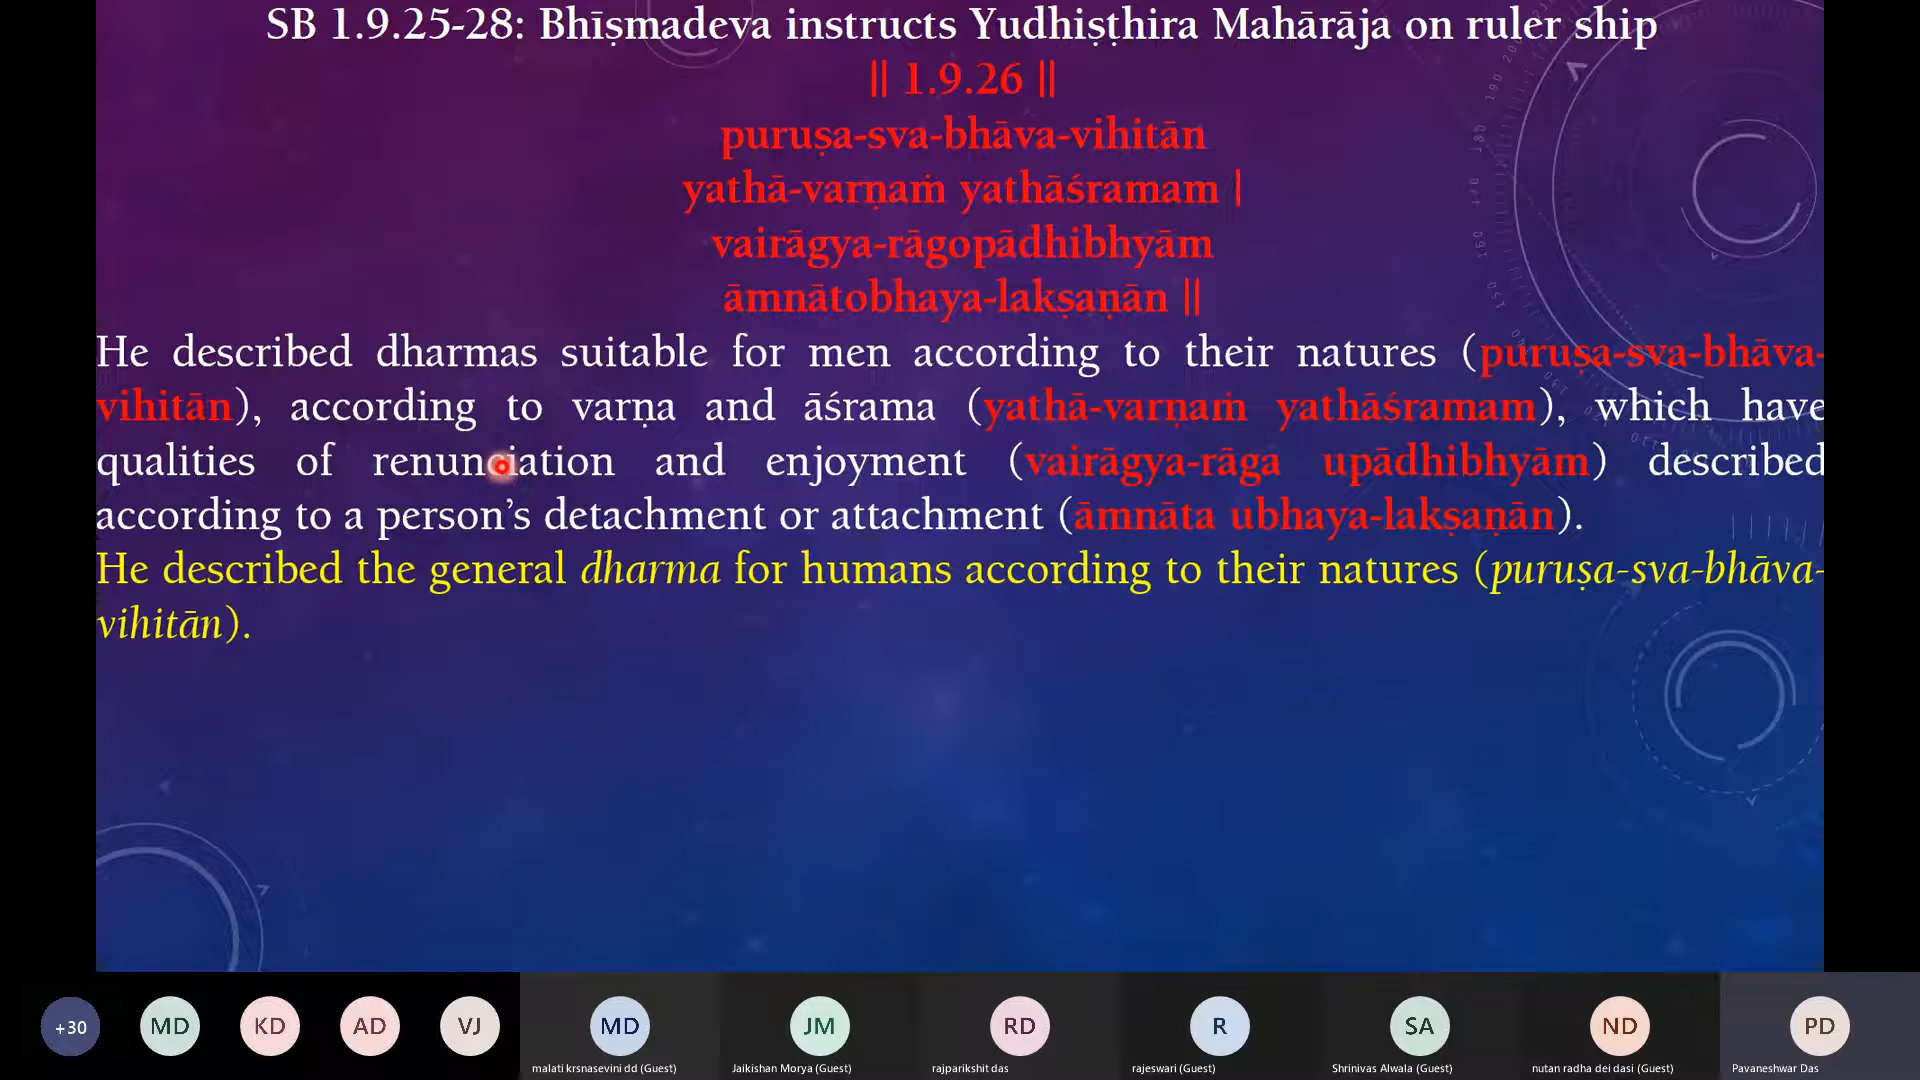 SB 1.9.25-28: Bhīṣmadeva instructs Yudhiṣṭhira Mahārāja on ruler ship
|| 1.9.26 ||
puruṣa-sva-bhāva-vihitān
yathā-varṇaṁ yathāśramam |
vairāgya-rāgopādhibhyām
āmnātobhaya-lakṣaṇān ||
He described dharmas suitable for men according to their natures (puruṣa-sva-bhāva-
vihitān), according to varṇa and āśrama (yathā-varṇaṁ yathāśramam), which have
qualities of renunciation and enjoyment (vairāgya-rāga upādhibhyām) described
according to a person’s detachment or attachment (āmnāta ubhaya-lakṣaṇān).
He described the general dharma for humans according to their natures (puruṣa-sva-bhāva-
vihitān).
+30 MD KD AD VJ MD JM RD R SA ND PD
malati krsnasevini dd (Guest) Jaikishan Morya (Guest) rajparikshit das rajeswari (Guest) Shrinivas Alwala (Guest) nutan radha dei dasi (Guest) Pavaneshwar Das